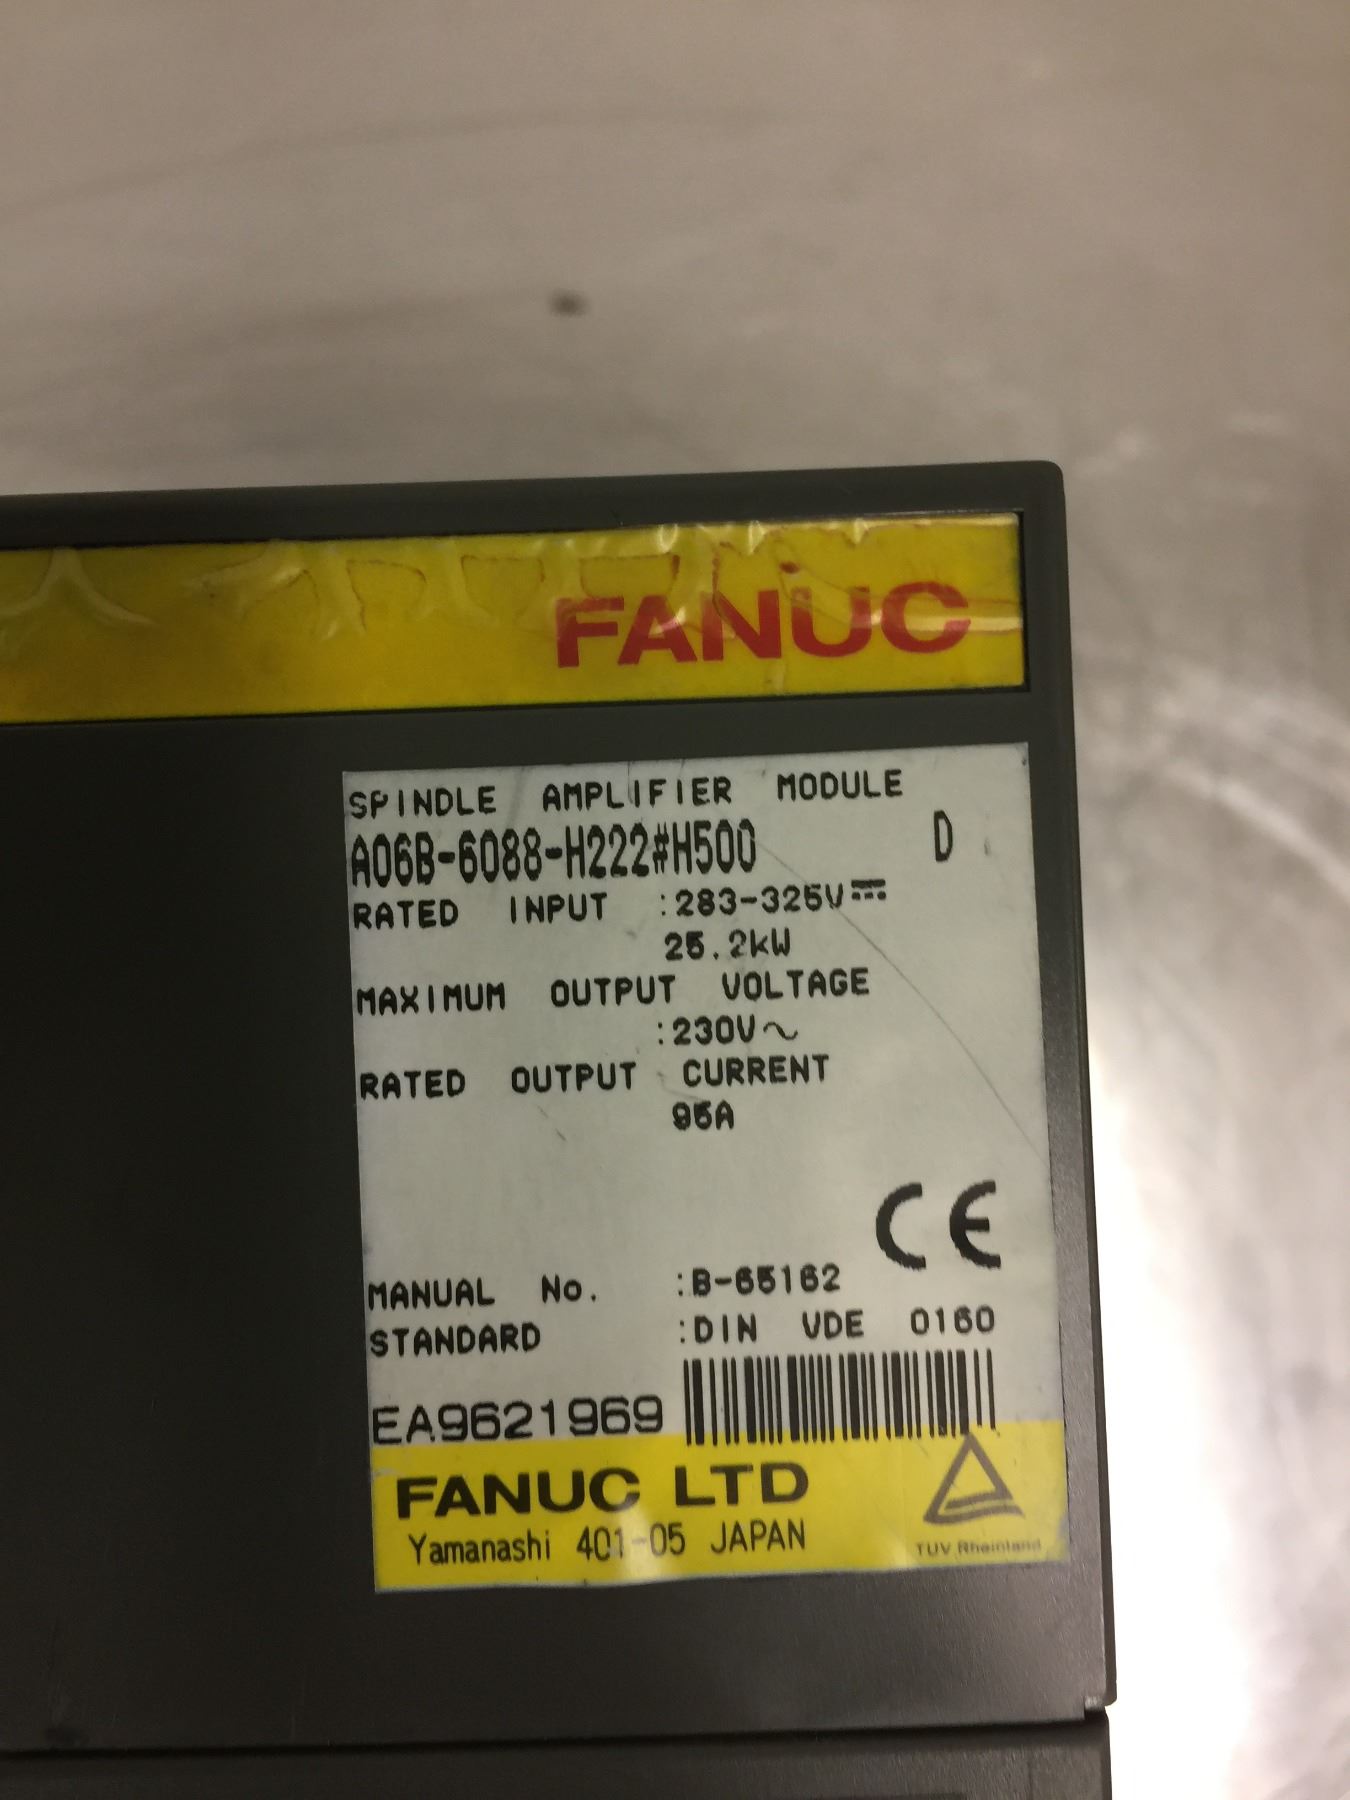 FANUC
SPINDLE AMPLIFIER MODULE
A06B-6088-H222#H500 D
RATED INPUT :283-325V⎓
25.2kW
MAXIMUM OUTPUT VOLTAGE
:230V~
RATED OUTPUT CURRENT
95A
CE
MANUAL No. :B-65162
STANDARD :DIN VDE 0160
EA9621969
FANUC LTD
Yamanashi 401-05 JAPAN
TUV Rheinland